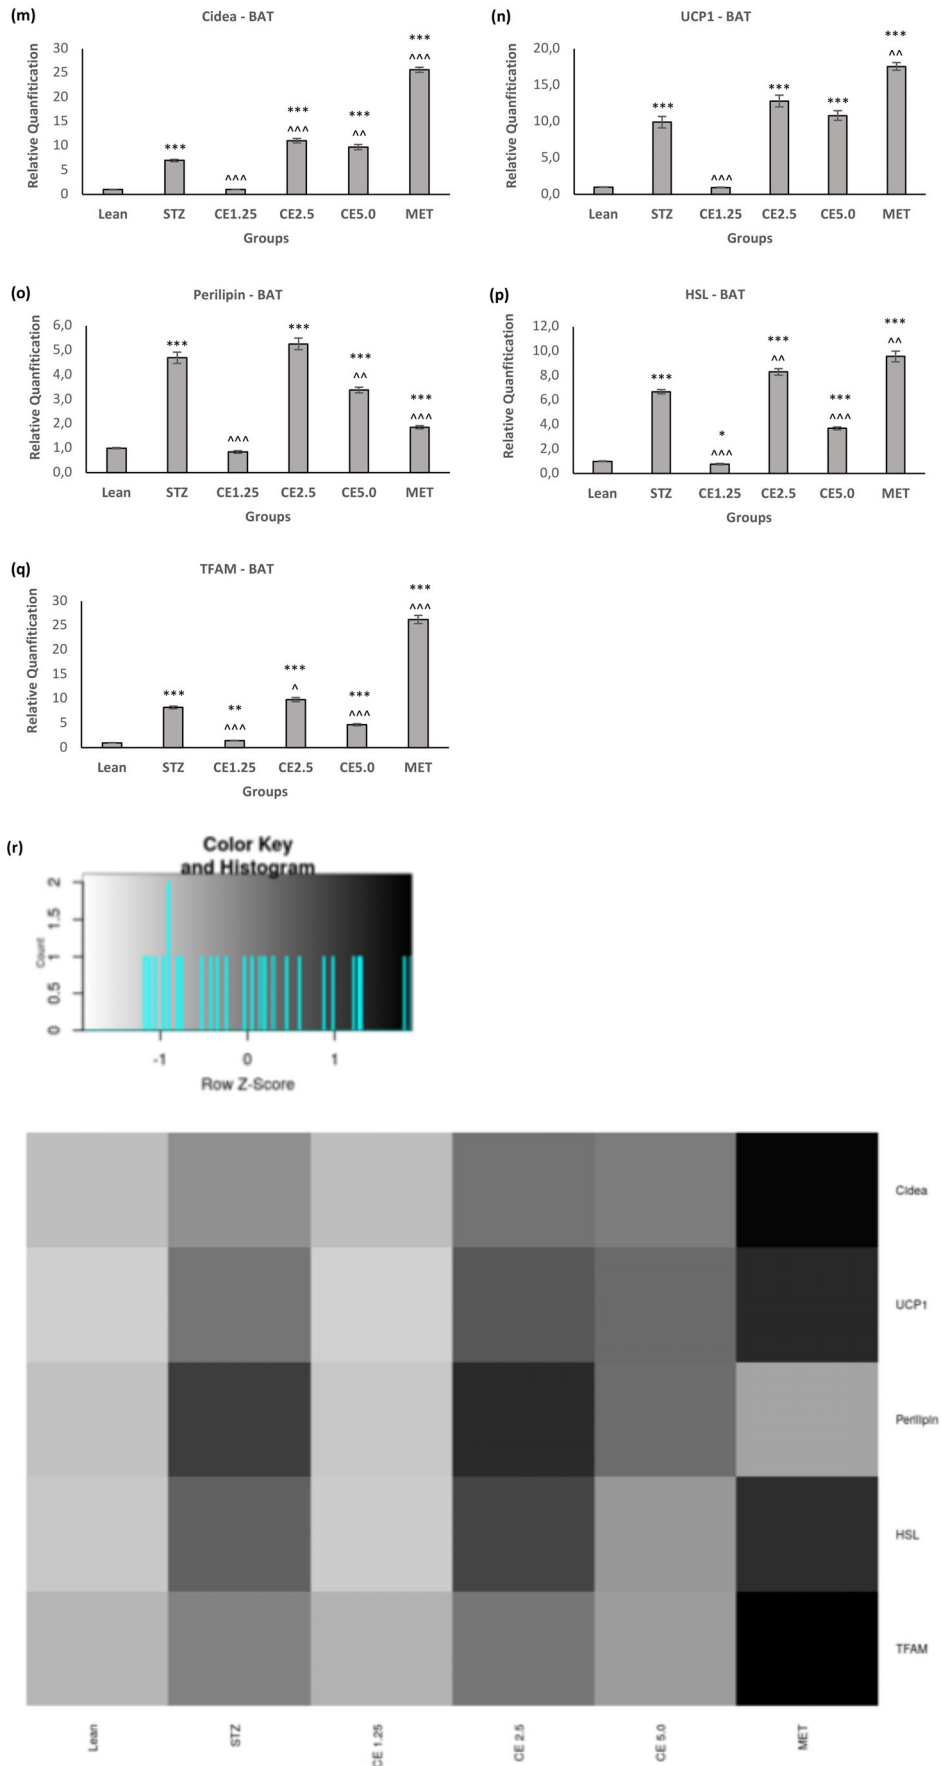 (m)
Cidea - BAT
Relative Quanfitication
30
25
20
15
10
5
0
***
^^^
***
^^^
***
^^
***
^^^
Lean STZ CE1.25 CE2.5 CE5.0 MET
Groups
(n)
UCP1 - BAT
Relative Quanfitication
20,0
15,0
10,0
5,0
0,0
***
^^^
***
***
***
^^
Lean STZ CE1.25 CE2.5 CE5.0 MET
Groups
(o)
Perilipin - BAT
Relative Quanfitication
6,0
5,0
4,0
3,0
2,0
1,0
0,0
***
^^^
***
***
^^
***
^^^
Lean STZ CE1.25 CE2.5 CE5.0 MET
Groups
(p)
HSL - BAT
Relative Quanfitication
12,0
10,0
8,0
6,0
4,0
2,0
0,0
***
*
^^^
***
^^
***
^^^
***
^^
Lean STZ CE1.25 CE2.5 CE5.0 MET
Groups
(q)
TFAM - BAT
Relative Quanfitication
30
25
20
15
10
5
0
***
**
^^^
***
^
***
^^^
***
^^^
Lean STZ CE1.25 CE2.5 CE5.0 MET
Groups
(r)
Color Key
and Histogram
Count
2
1.5
1
0.5
0
-1 0 1
Row Z-Score
Cidea
UCP1
Perilipin
HSL
TFAM
Lean STZ CE 1.25 CE 2.5 CE 5.0 MET